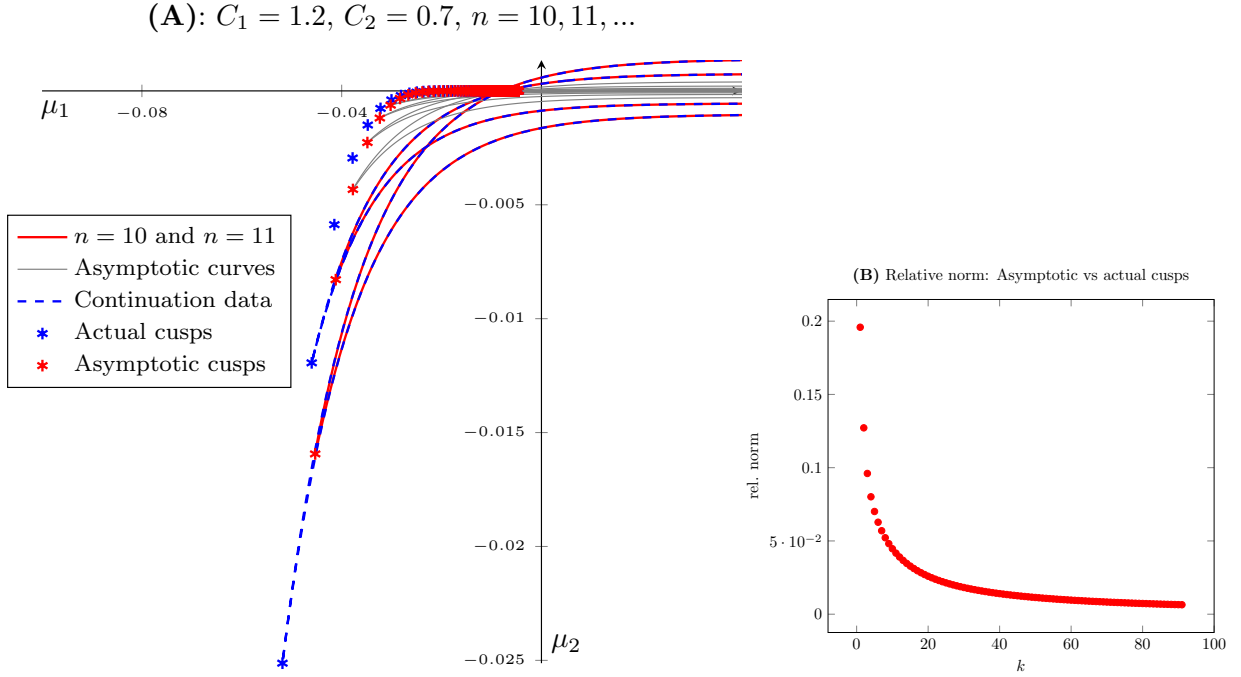 (A): C₁ = 1.2, C₂ = 0.7, n = 10, 11, ...
μ₁
−0.08
−0.04
−0.005
−0.01
−0.015
−0.02
−0.025
μ₂
n = 10 and n = 11
Asymptotic curves
Continuation data
Actual cusps
Asymptotic cusps
(B) Relative norm: Asymptotic vs actual cusps
0.2
0.15
0.1
5 · 10⁻²
0
rel. norm
0 20 40 60 80 100
k